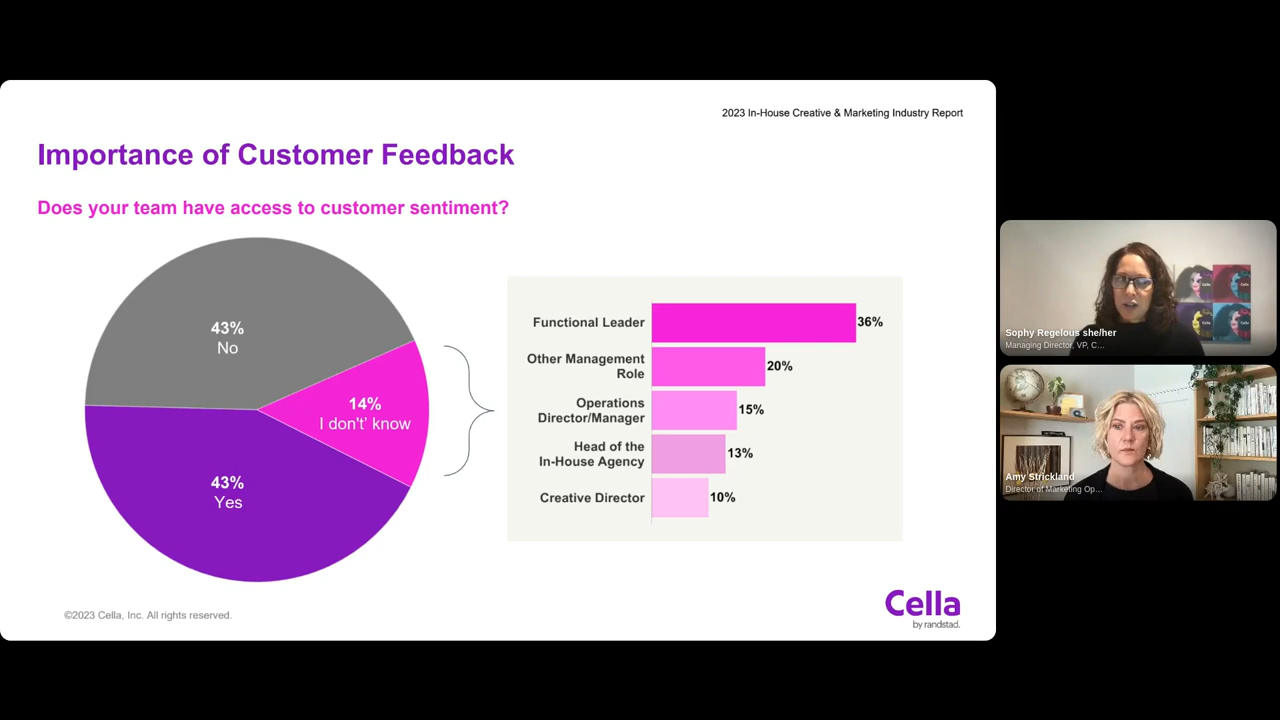 2023 In-House Creative & Marketing Industry Report
Importance of Customer Feedback
Does your team have access to customer sentiment?
43%
No
14%
I don't' know
43%
Yes
Functional Leader
36%
Other Management
Role
20%
Operations
Director/Manager
15%
Head of the
In-House Agency
13%
Creative Director
10%
©2023 Cella, Inc. All rights reserved.
Cella
by randstad.
Sophy Regelous she/her
Managing Director, VP, C...
Amy Strickland
Director of Marketing Op...